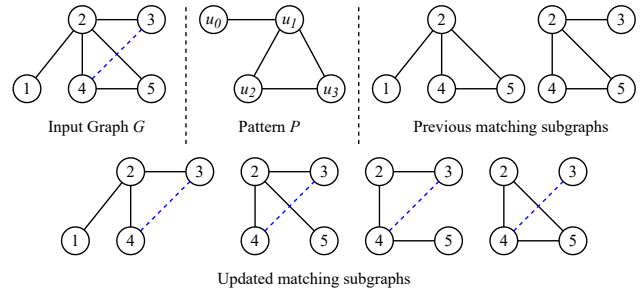 2 3 u0 u1 2 2 3
1 4 5 u2 u3 1 4 5 4 5
Input Graph G Pattern P Previous matching subgraphs
2 3 2 3 2 3 2 3
1 4 4 5 4 5 4 5
Updated matching subgraphs